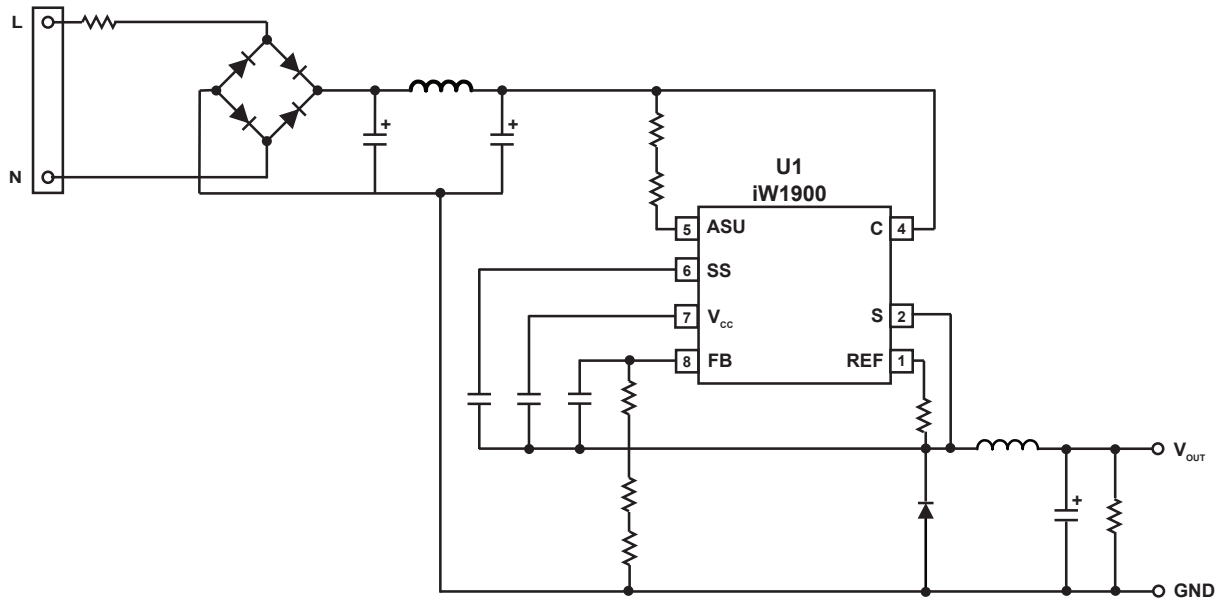 L
N
+
+
U1
iW1900
5 ASU
C 4
6 SS
7 Vcc
S 2
8 FB
REF 1
VOUT
+
GND